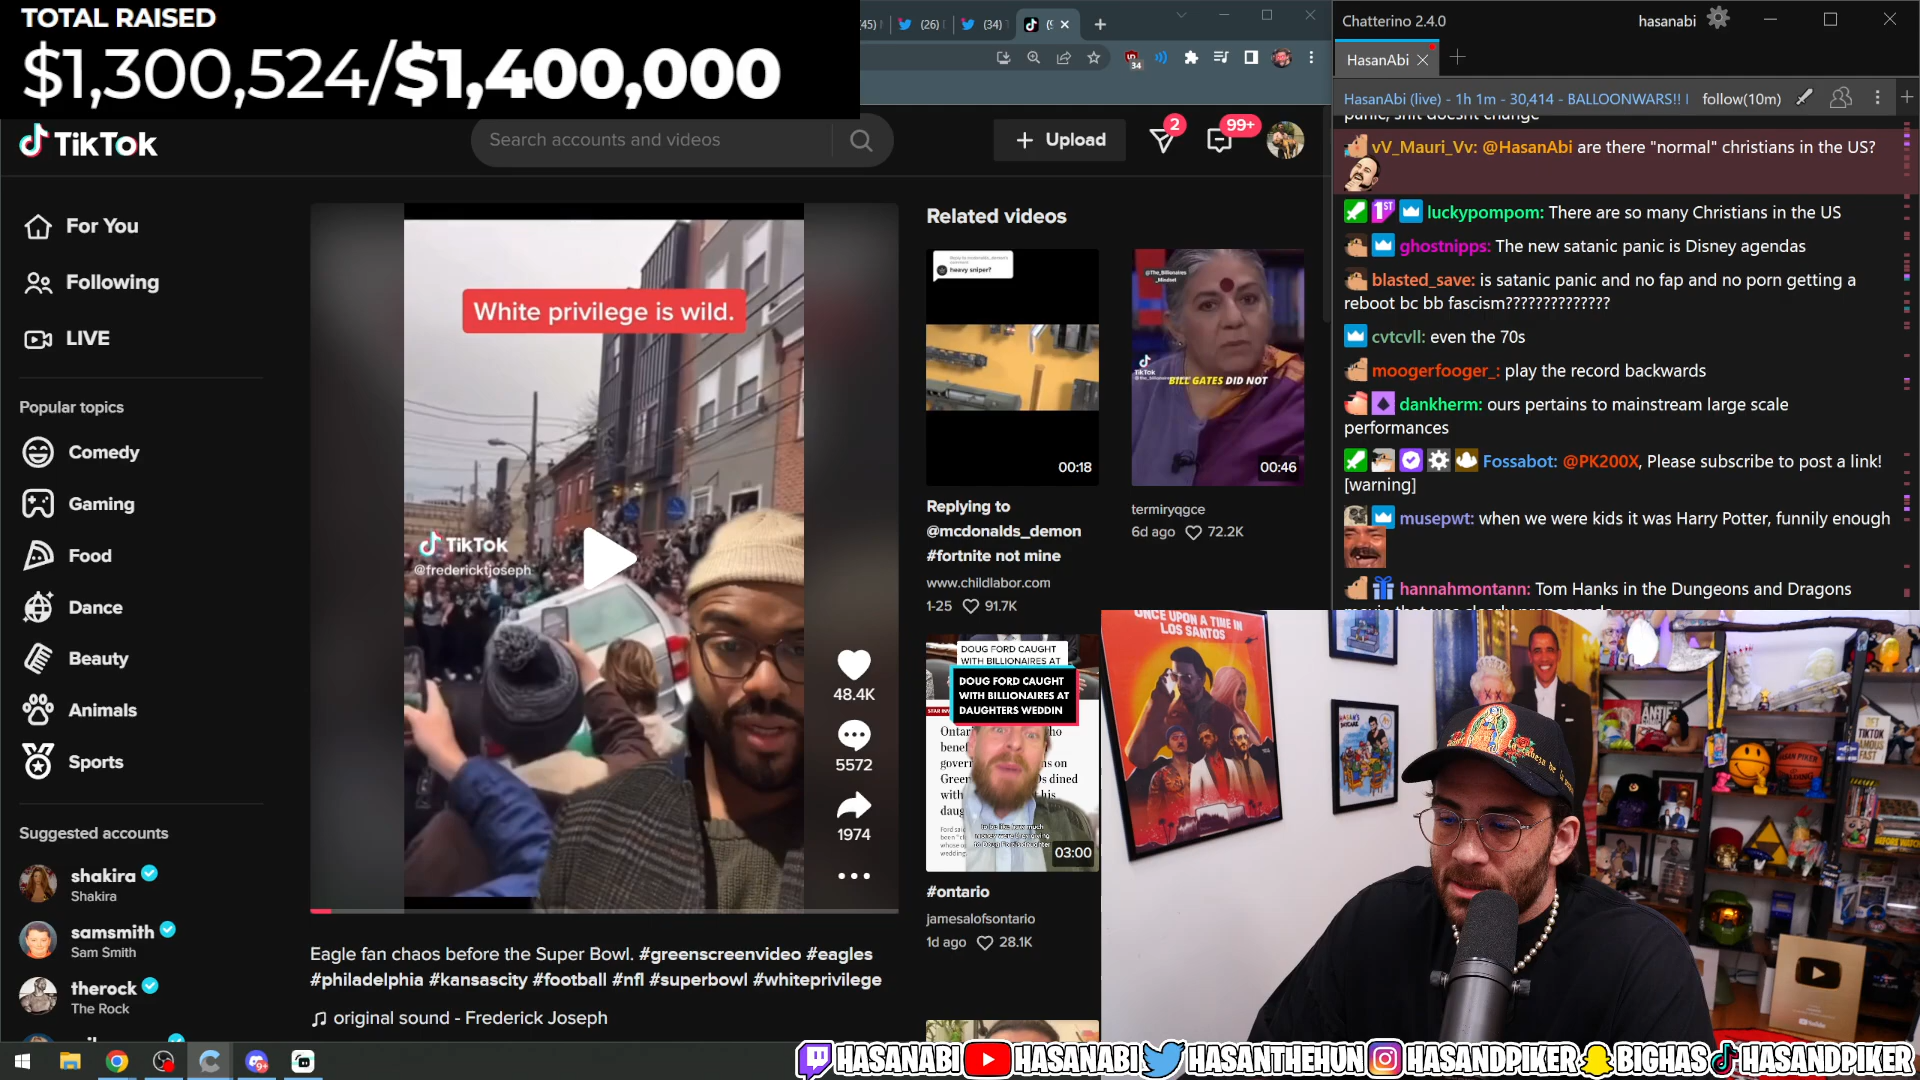 TOTAL RAISED
$1,300,524/$1,400,000
(26)
(34)
34
TikTok
Search accounts and videos
Upload
2
99+
For You
Following
LIVE
Popular topics
Comedy
Gaming
Food
Dance
Beauty
Animals
Sports
Suggested accounts
shakira
Shakira
samsmith
Sam Smith
therock
The Rock
White privilege is wild.
TikTok
@fredericktjoseph
48.4K
5572
1974
Eagle fan chaos before the Super Bowl. #greenscreenvideo #eagles
#philadelphia #kansascity #football #nfl #superbowl #whiteprivilege
original sound - Frederick Joseph
Related videos
heavy sniper?
00:18
Replying to
@mcdonalds_demon
#fortnite not mine
www.childlabor.com
1-25 91.7K
TikTok
BILL GATES DID NOT
00:46
termiryqgce
6d ago 72.2K
DOUG FORD CAUGHT
WITH BILLIONAIRES AT
DOUG FORD CAUGHT
WITH BILLIONAIRES AT
DAUGHTERS WEDDIN
03:00
#ontario
jamesalofsontario
1d ago 28.1K
Chatterino 2.4.0
hasanabi
HasanAbi
HasanAbi (live) - 1h 1m - 30,414 - BALLOONWARS!!
follow(10m)
panic, shit doesnt change
vV_Mauri_Vv: @HasanAbi are there "normal" christians in the US?
luckypompom: There are so many Christians in the US
ghostnipps: The new satanic panic is Disney agendas
blasted_save: is satanic panic and no fap and no porn getting a
reboot bc bb fascism??????????????
cvtcvll: even the 70s
moogerfooger_: play the record backwards
dankherm: ours pertains to mainstream large scale
performances
Fossabot: @PK200X, Please subscribe to post a link!
[warning]
musepwt: when we were kids it was Harry Potter, funnily enough
hannahmontann: Tom Hanks in the Dungeons and Dragons
ONCE UPON A TIME IN
LOS SANTOS
HASANABI HASANABI HASANTHEHUN HASANDPIKER BIGHAS HASANDPIKER